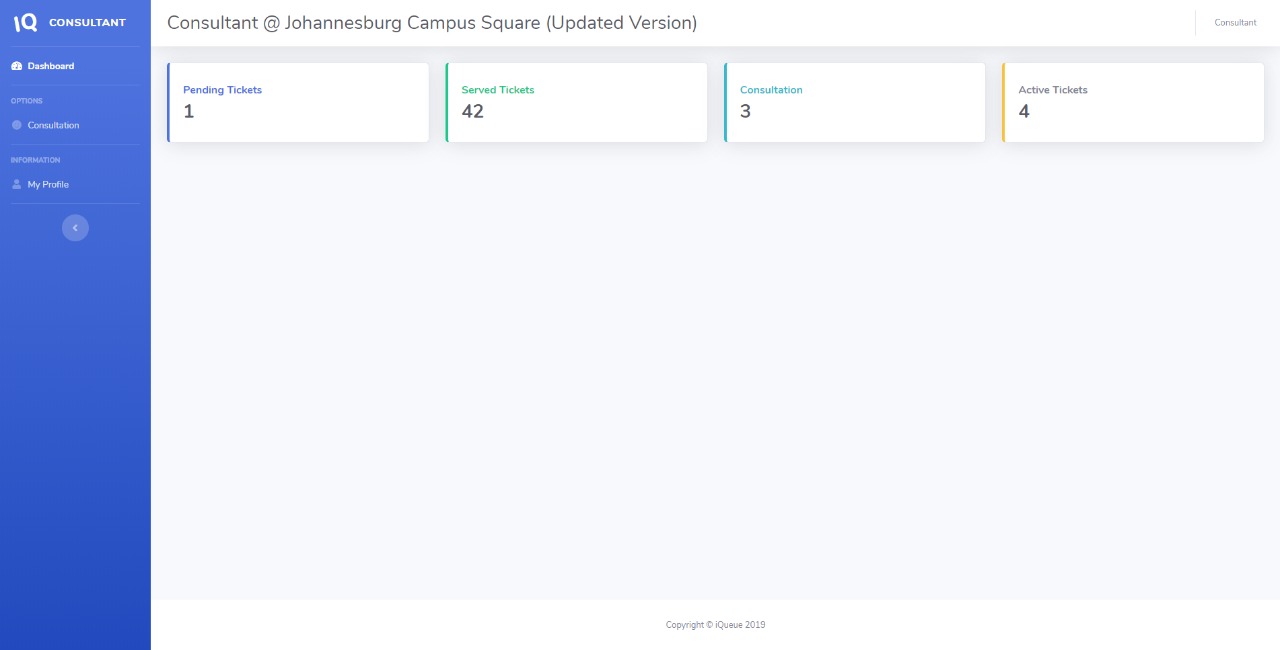 IQ CONSULTANT
Consultant @ Johannesburg Campus Square (Updated Version)
Consultant
Dashboard
OPTIONS
Consultation
INFORMATION
My Profile
Pending Tickets
1
Served Tickets
42
Consultation
3
Active Tickets
4
Copyright © iQueue 2019